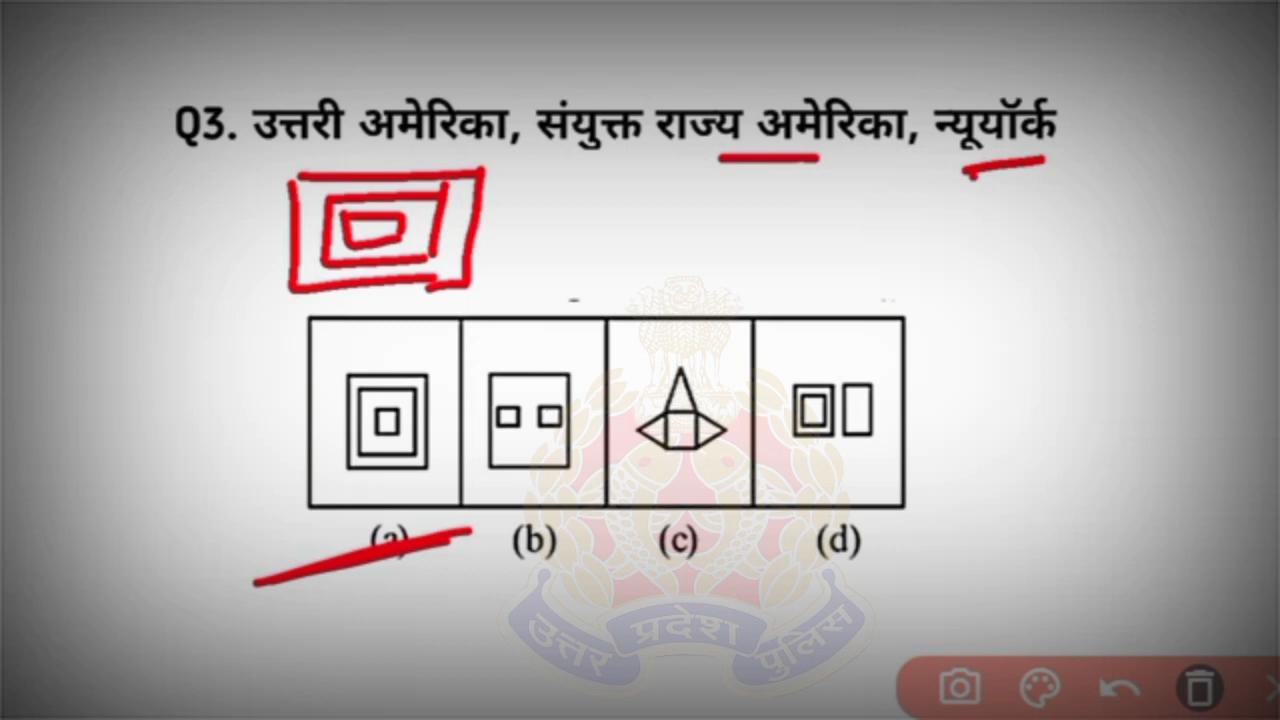 Q3. उत्तरी अमेरिका, संयुक्त राज्य अमेरिका, न्यूयॉर्क
(a) (b) (c) (d)
उत्तर प्रदेश पुलिस